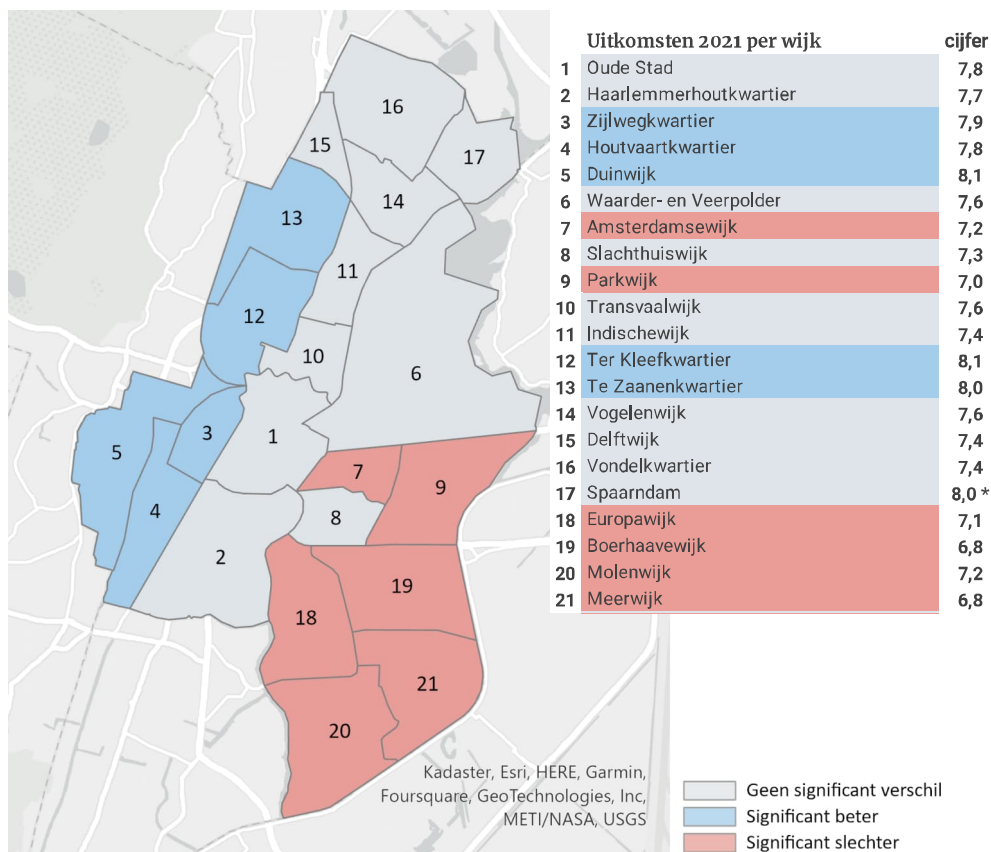 Uitkomsten 2021 per wijk cijfer
1 Oude Stad 7,8
2 Haarlemmerhoutkwartier 7,7
3 Zijlwegkwartier 7,9
4 Houtvaartkwartier 7,8
5 Duinwijk 8,1
6 Waarder- en Veerpolder 7,6
7 Amsterdamsewijk 7,2
8 Slachthuiswijk 7,3
9 Parkwijk 7,0
10 Transvaalwijk 7,6
11 Indischewijk 7,4
12 Ter Kleefkwartier 8,1
13 Te Zaanenkwartier 8,0
14 Vogelenwijk 7,6
15 Delftwijk 7,4
16 Vondelkwartier 7,4
17 Spaarndam 8,0 *
18 Europawijk 7,1
19 Boerhaavewijk 6,8
20 Molenwijk 7,2
21 Meerwijk 6,8
16
15
17
14
13
11
12
10
6
3
1
5
7
9
4
8
2
19
18
21
20
Kadaster, Esri, HERE, Garmin,
Foursquare, GeoTechnologies, Inc,
METI/NASA, USGS
Geen significant verschil
Significant beter
Significant slechter